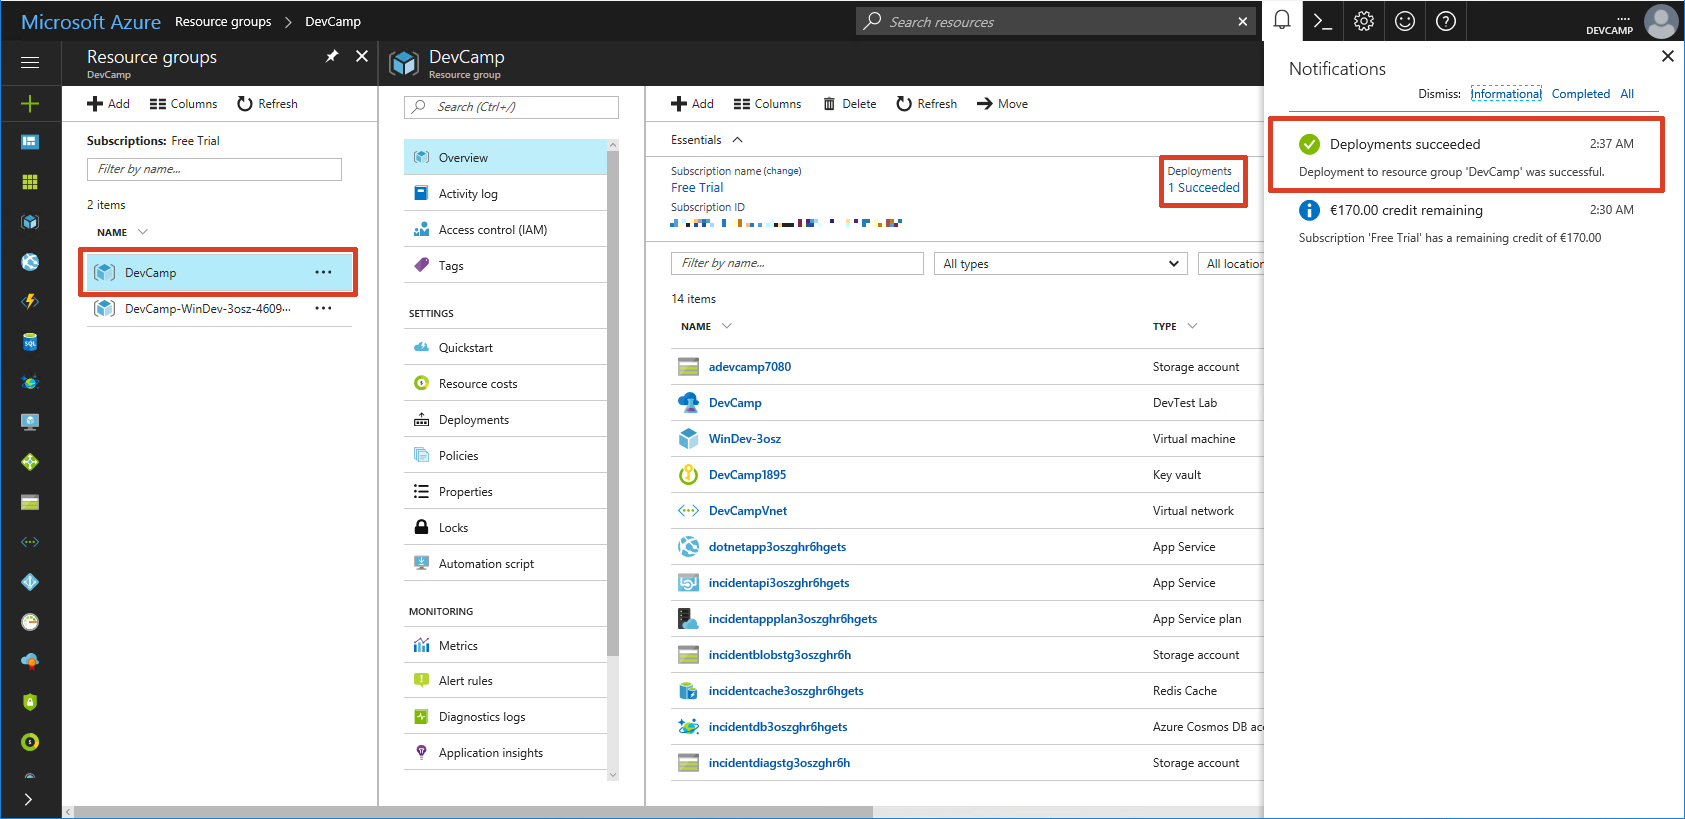 Microsoft Azure Resource groups > DevCamp
Search resources
....
DEVCAMP
Resource groups
DevCamp
Add Columns Refresh
Subscriptions: Free Trial
Filter by name...
2 items
NAME
DevCamp ...
DevCamp-WinDev-3osz-4609... ...
DevCamp
Resource group
Search (Ctrl+/)
Overview
Activity log
Access control (IAM)
Tags
SETTINGS
Quickstart
Resource costs
Deployments
Policies
Properties
Locks
Automation script
MONITORING
Metrics
Alert rules
Diagnostics logs
Application insights
Add Columns Delete Refresh Move
Essentials
Subscription name (change)
Free Trial
Subscription ID
Deployments
1 Succeeded
Filter by name... All types All location
14 items
NAME TYPE
adevcamp7080 Storage account
DevCamp DevTest Lab
WinDev-3osz Virtual machine
DevCamp1895 Key vault
DevCampVnet Virtual network
dotnetapp3oszghr6hgets App Service
incidentapi3oszghr6hgets App Service
incidentappplan3oszghr6hgets App Service plan
incidentblobstg3oszghr6h Storage account
incidentcache3oszghr6hgets Redis Cache
incidentdb3oszghr6hgets Azure Cosmos DB ac
incidentdiagstg3oszghr6h Storage account
Notifications
Dismiss: Informational Completed All
Deployments succeeded 2:37 AM
Deployment to resource group 'DevCamp' was successful.
€170.00 credit remaining 2:30 AM
Subscription 'Free Trial' has a remaining credit of €170.00